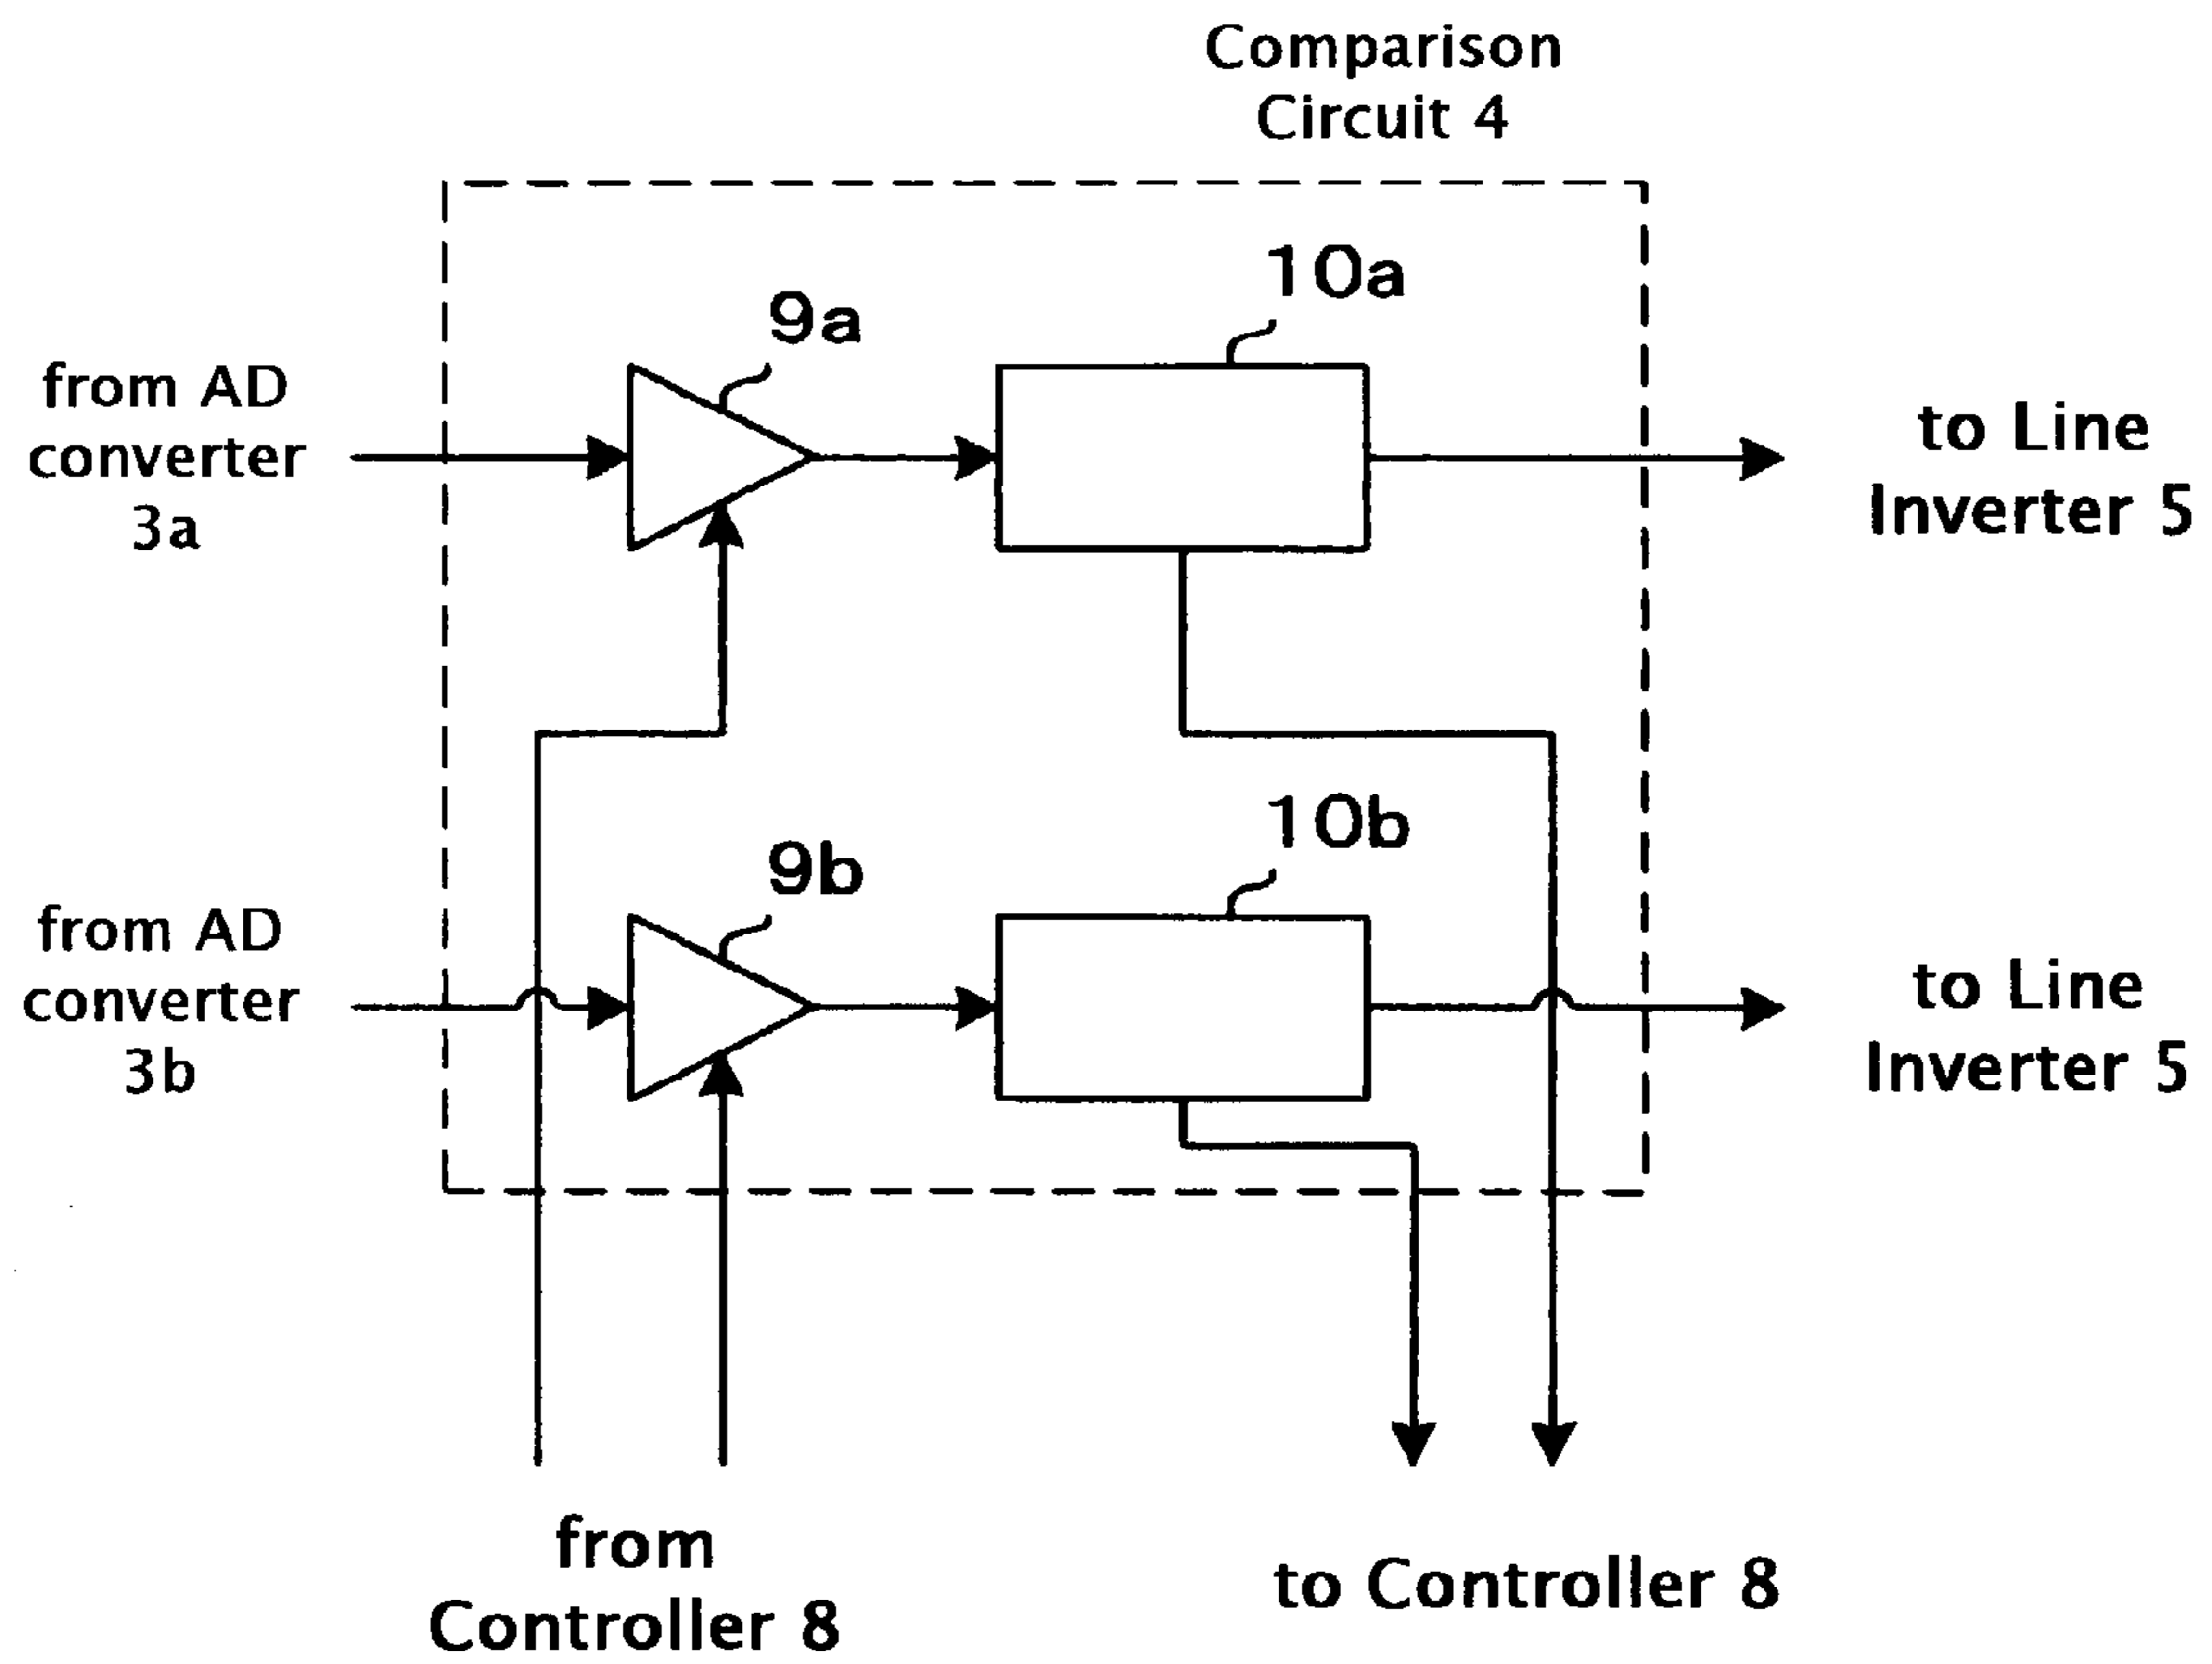 Comparison
Circuit 4
10a
9a
from AD
converter
3a
to Line
Inverter 5
10b
9b
from AD
converter
3b
to Line
Inverter 5
from
Controller 8
to Controller 8